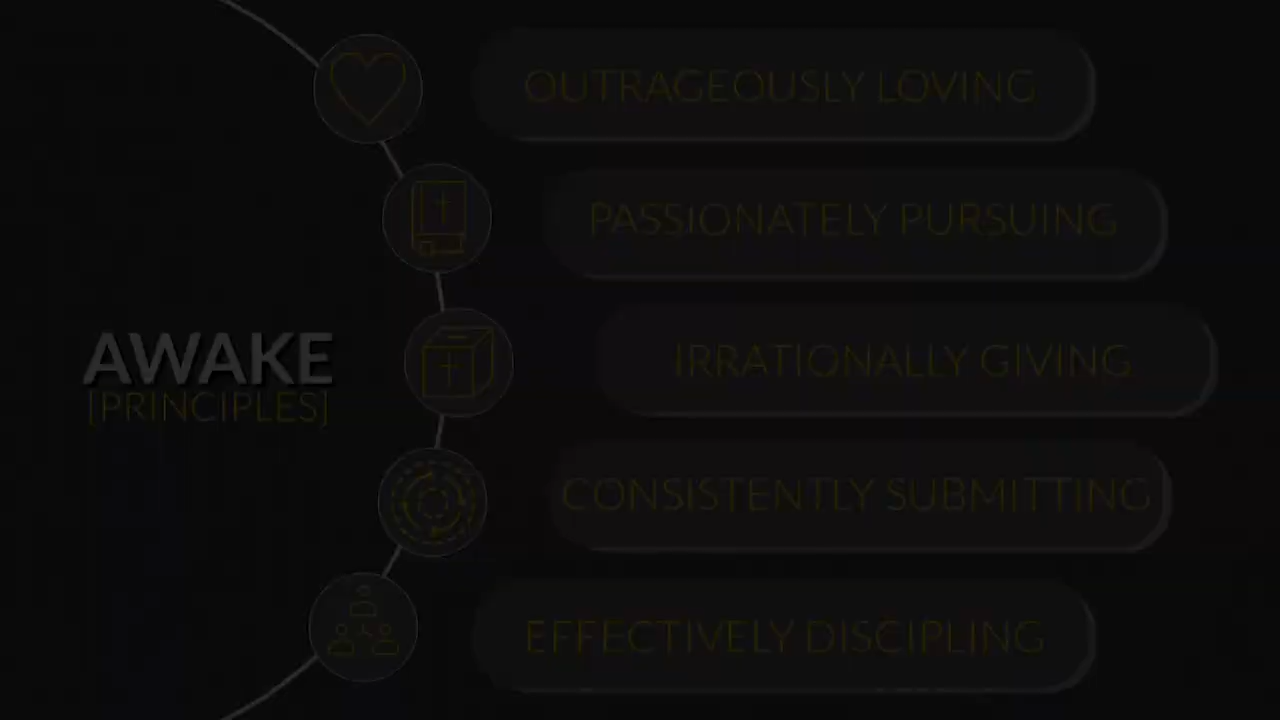 OUTRAGEOUSLY LOVING
PASSIONATELY PURSUING
AWAKE
[PRINCIPLES]
IRRATIONALLY GIVING
CONSISTENTLY SUBMITTING
EFFECTIVELY DISCIPLING